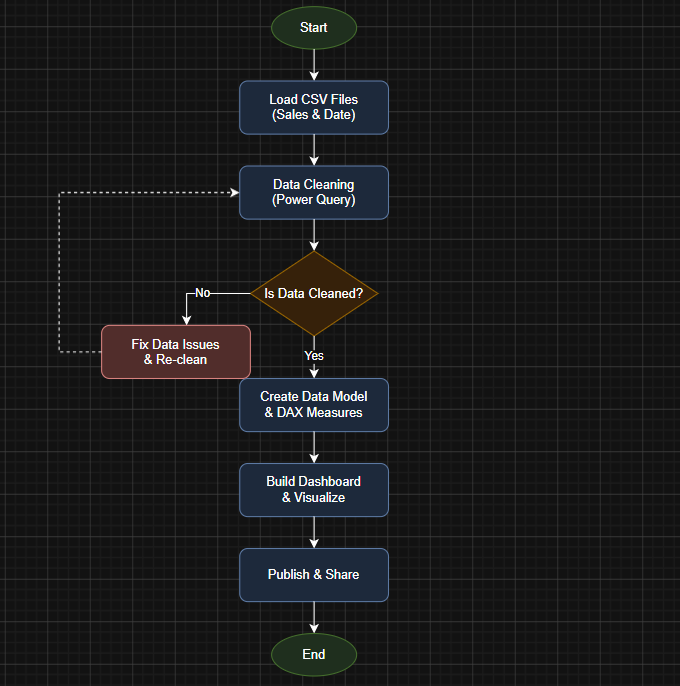 Start
Load CSV Files
(Sales & Date)
Data Cleaning
(Power Query)
Is Data Cleaned?
No
Fix Data Issues
& Re-clean
Yes
Create Data Model
& DAX Measures
Build Dashboard
& Visualize
Publish & Share
End